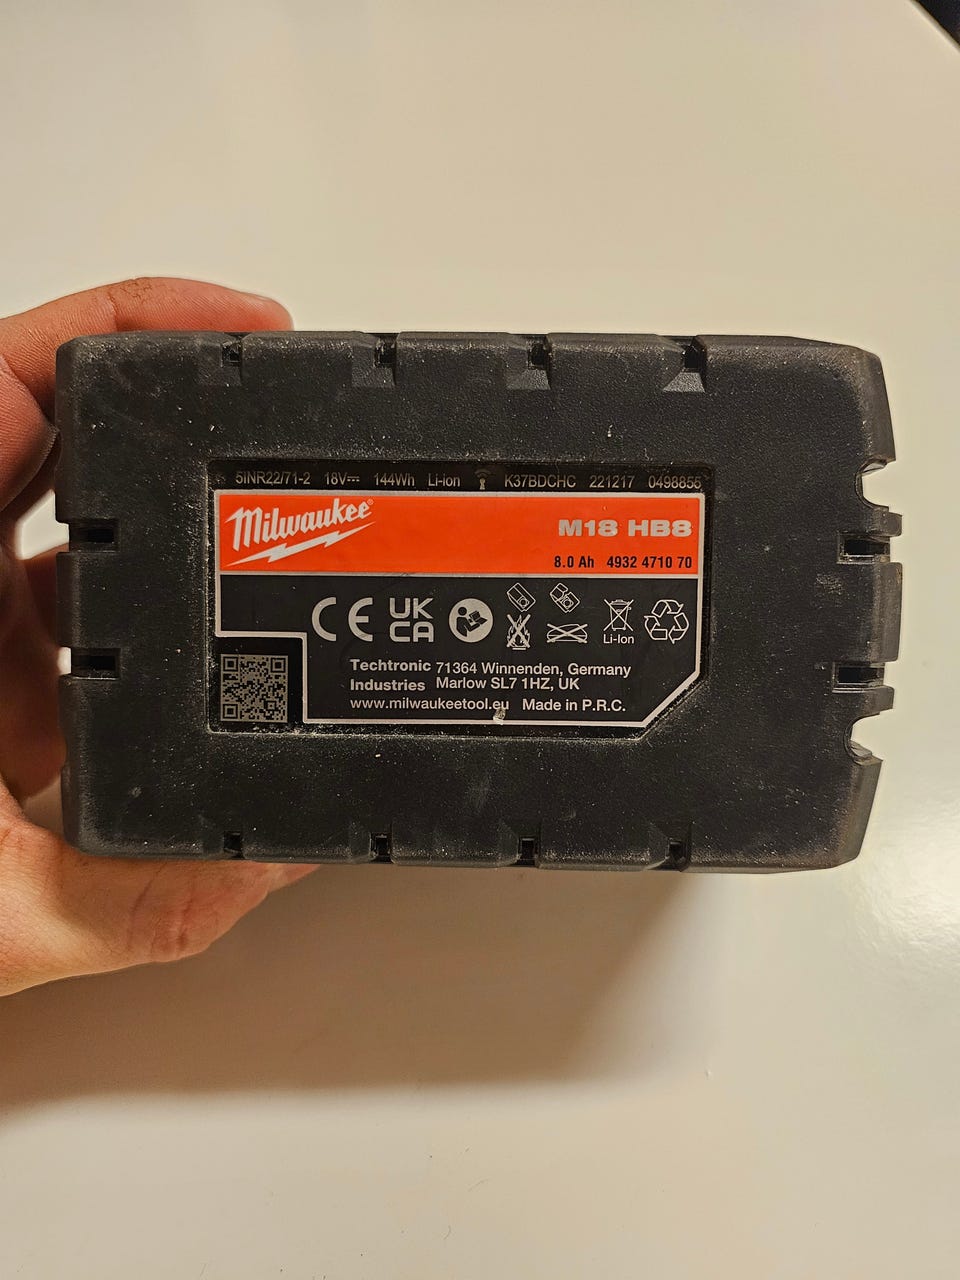 5INR22/71-2 18V⎓ 144Wh Li-Ion K37BDCHC 221217 0498855
Milwaukee®
M18 HB8
8.0 Ah 4932 4710 70
CE UK CA
Li-Ion
Techtronic 71364 Winnenden, Germany
Industries Marlow SL7 1HZ, UK
www.milwaukeetool.eu Made in P.R.C.